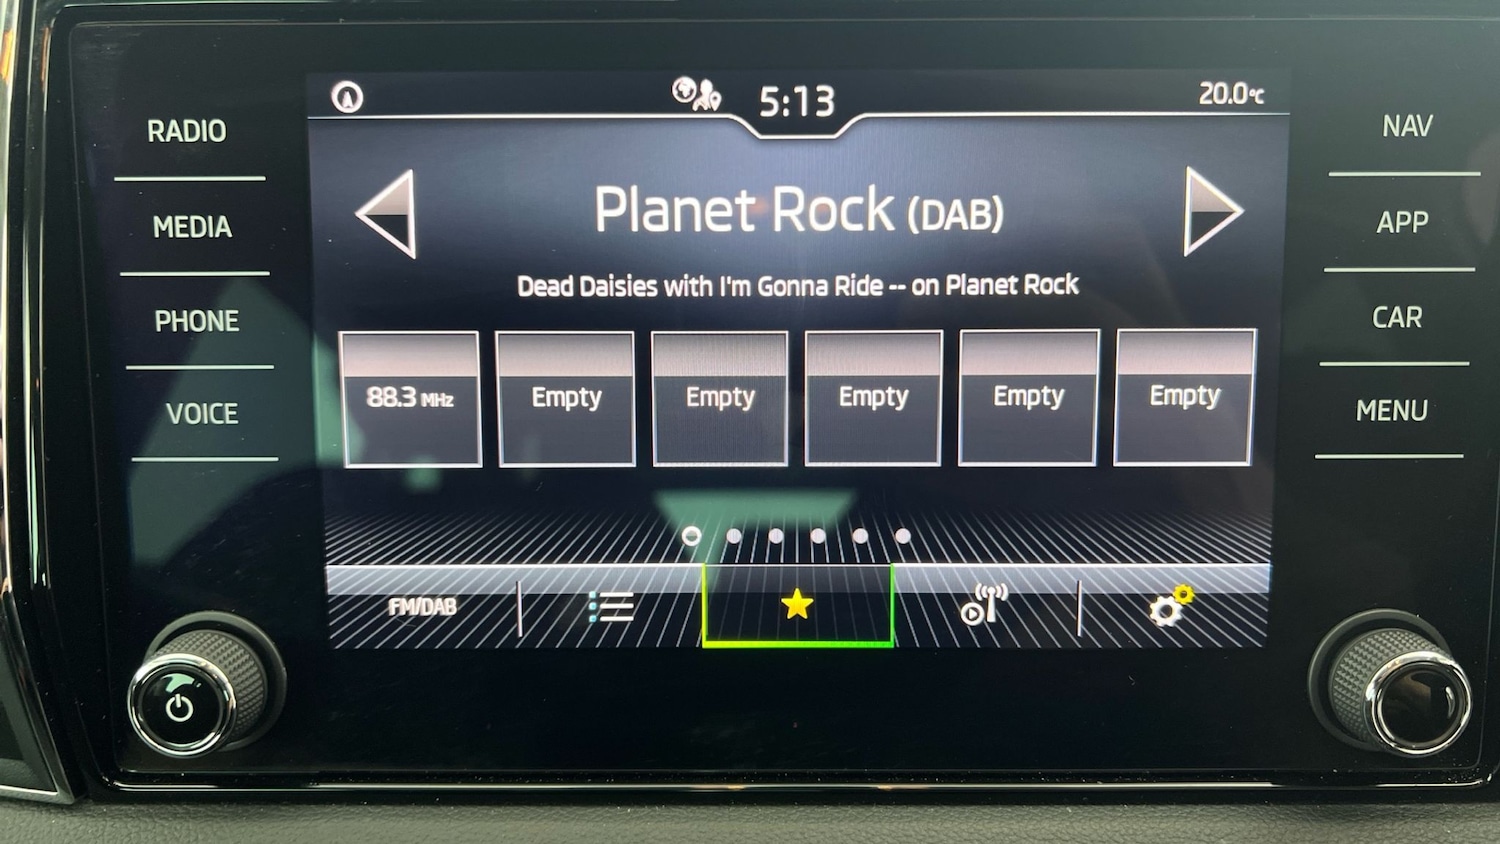 RADIO
MEDIA
PHONE
VOICE
5:13
20.0°C
Planet Rock (DAB)
Dead Daisies with I'm Gonna Ride -- on Planet Rock
88.3 MHz
Empty
Empty
Empty
Empty
Empty
FM/DAB
NAV
APP
CAR
MENU